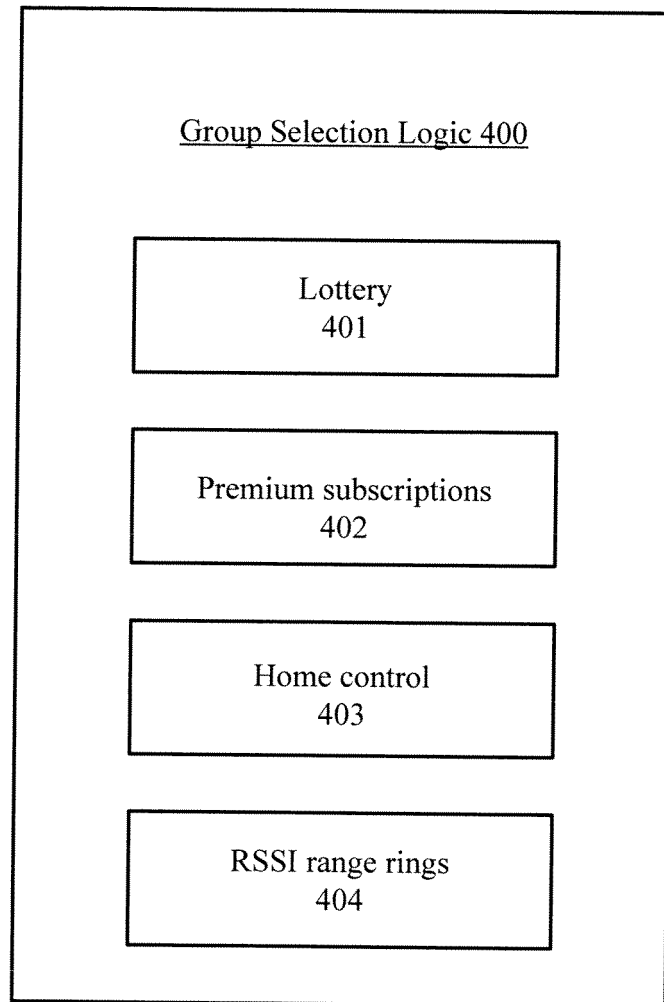 Group Selection Logic 400
Lottery
401
Premium subscriptions
402
Home control
403
RSSI range rings
404